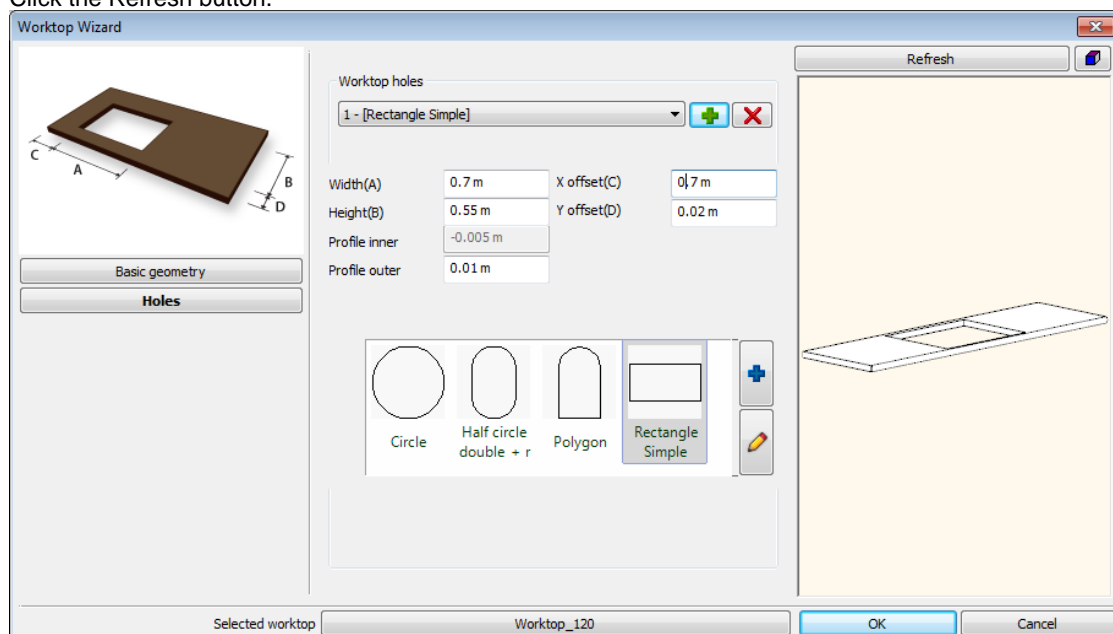 Click the Refresh button.
Worktop Wizard
Refresh
Worktop holes
1 - [Rectangle Simple]
C
A
B
D
Width(A) 0.7 m X offset(C) 0.7 m
Height(B) 0.55 m Y offset(D) 0.02 m
Profile inner -0.005 m
Profile outer 0.01 m
Basic geometry
Holes
Circle
Half circle
double + r
Polygon
Rectangle
Simple
Selected worktop Worktop_120 OK Cancel